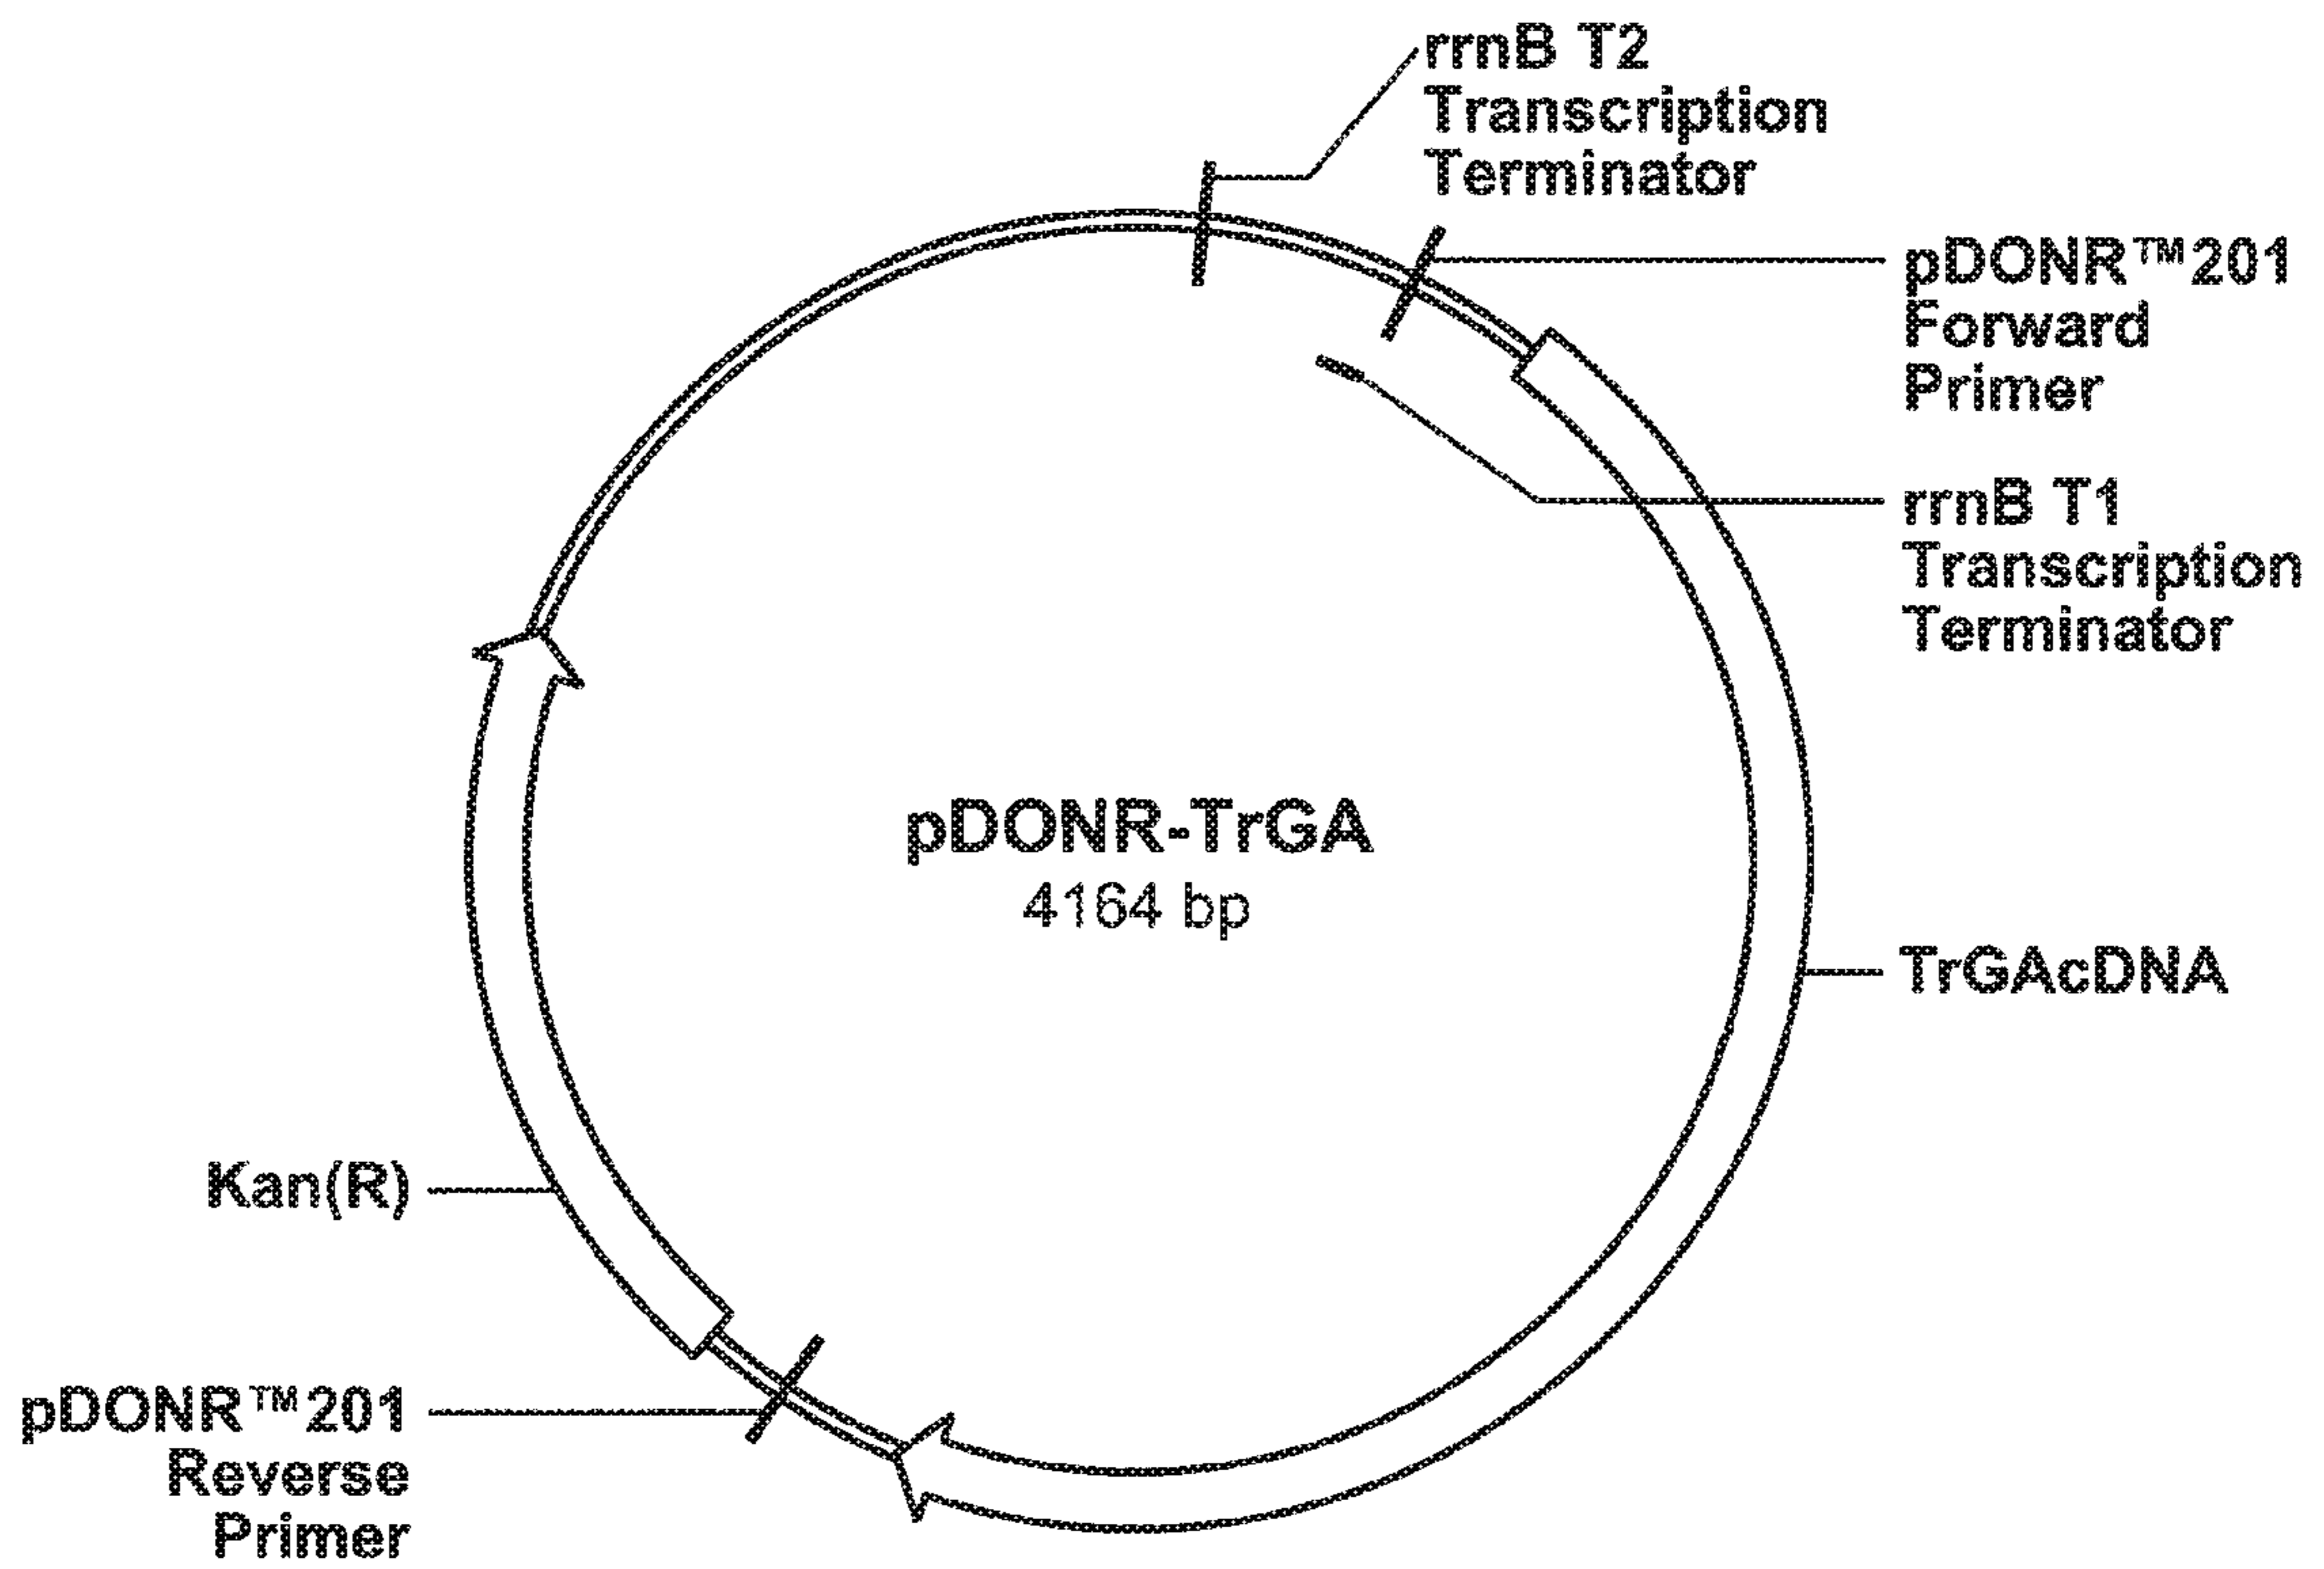 rrnB T2
Transcription
Terminator
pDONR™201
Forward
Primer
rrnB T1
Transcription
Terminator
pDONR-TrGA
4164 bp
TrGAcDNA
Kan(R)
pDONR™201
Reverse
Primer